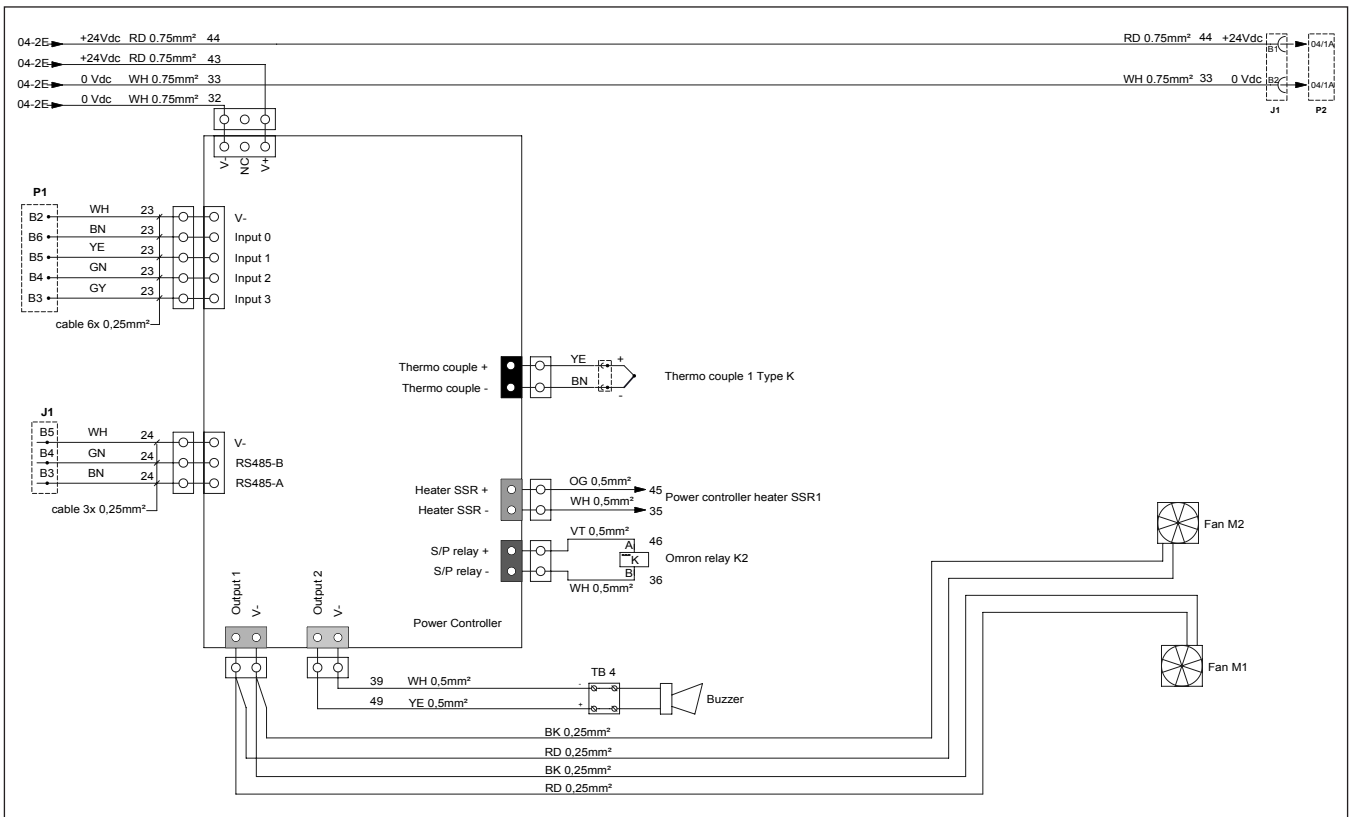 04-2E +24Vdc RD 0.75mm² 44 RD 0.75mm² 44 +24Vdc B1 04/1A
04-2E +24Vdc RD 0.75mm² 43
04-2E 0 Vdc WH 0.75mm² 33 WH 0.75mm² 33 0 Vdc B2 04/1A
04-2E 0 Vdc WH 0.75mm² 32
J1 P2
V- NC V+
P1
B2 WH 23 V-
B6 BN 23 Input 0
B5 YE 23 Input 1
B4 GN 23 Input 2
B3 GY 23 Input 3
cable 6x 0,25mm²
Thermo couple + YE +
Thermo couple 1 Type K
Thermo couple - BN -
J1
B5 WH 24 V-
B4 GN 24 RS485-B
B3 BN 24 RS485-A
cable 3x 0,25mm²
Heater SSR + OG 0,5mm² 45
Power controller heater SSR1
Heater SSR - WH 0,5mm² 35
VT 0,5mm²
S/P relay + A 46
K Omron relay K2
S/P relay - B 36
WH 0,5mm²
Fan M2
Output 1 V- Output 2 V-
Power Controller
Fan M1
TB 4
39 WH 0,5mm² -
Buzzer
49 YE 0,5mm² +
BK 0,25mm²
RD 0,25mm²
BK 0,25mm²
RD 0,25mm²